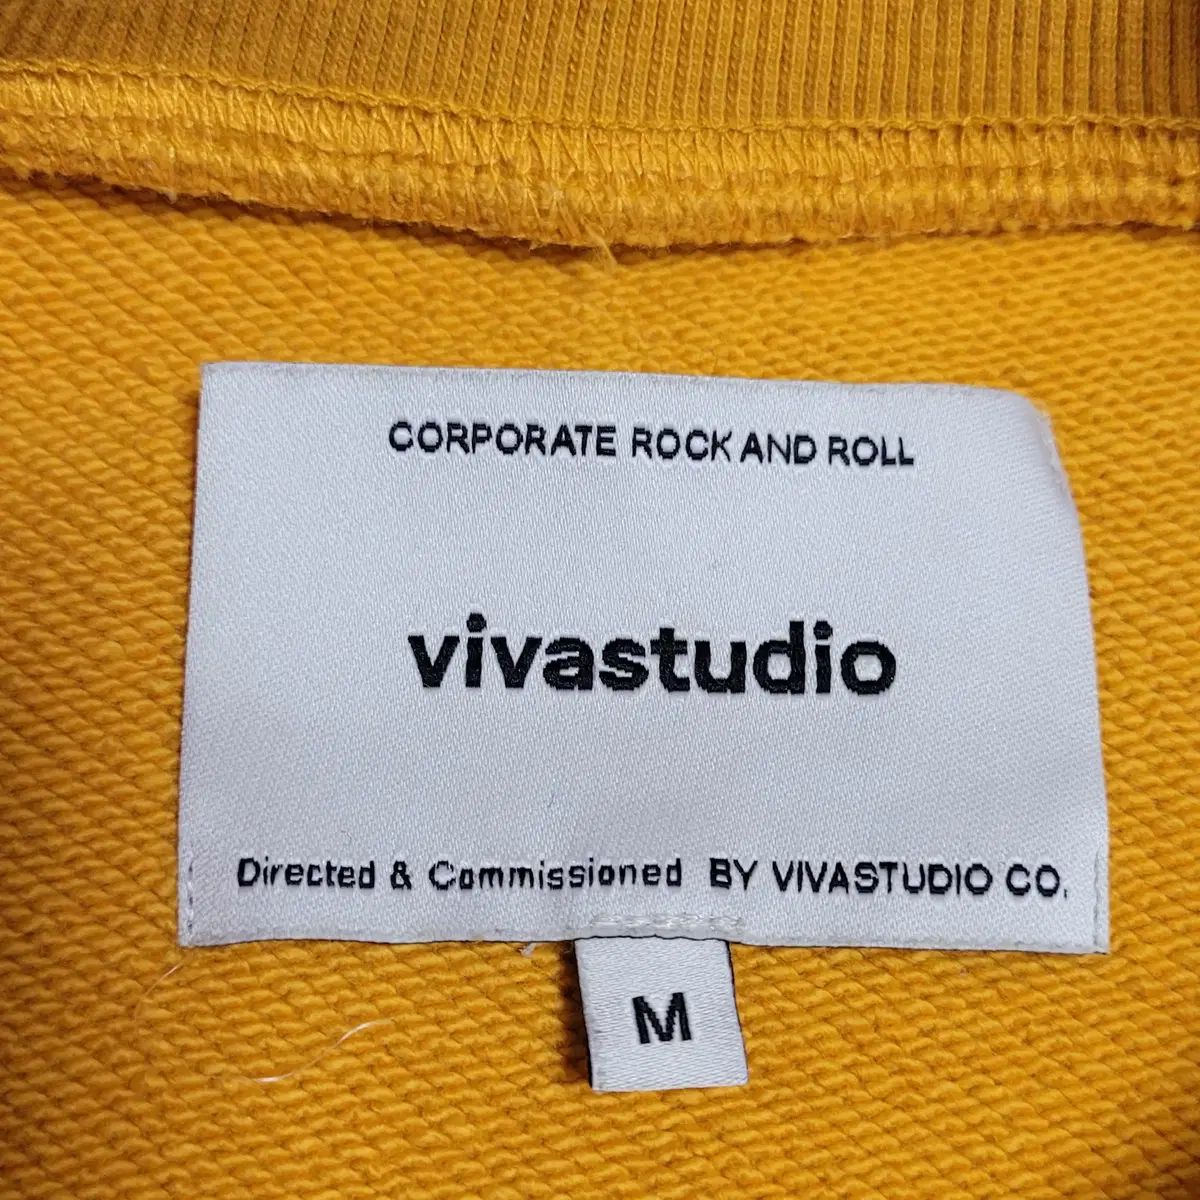 CORPORATE ROCK AND ROLL
vivastudio
Directed & Commissioned BY VIVASTUDIO CO.
M